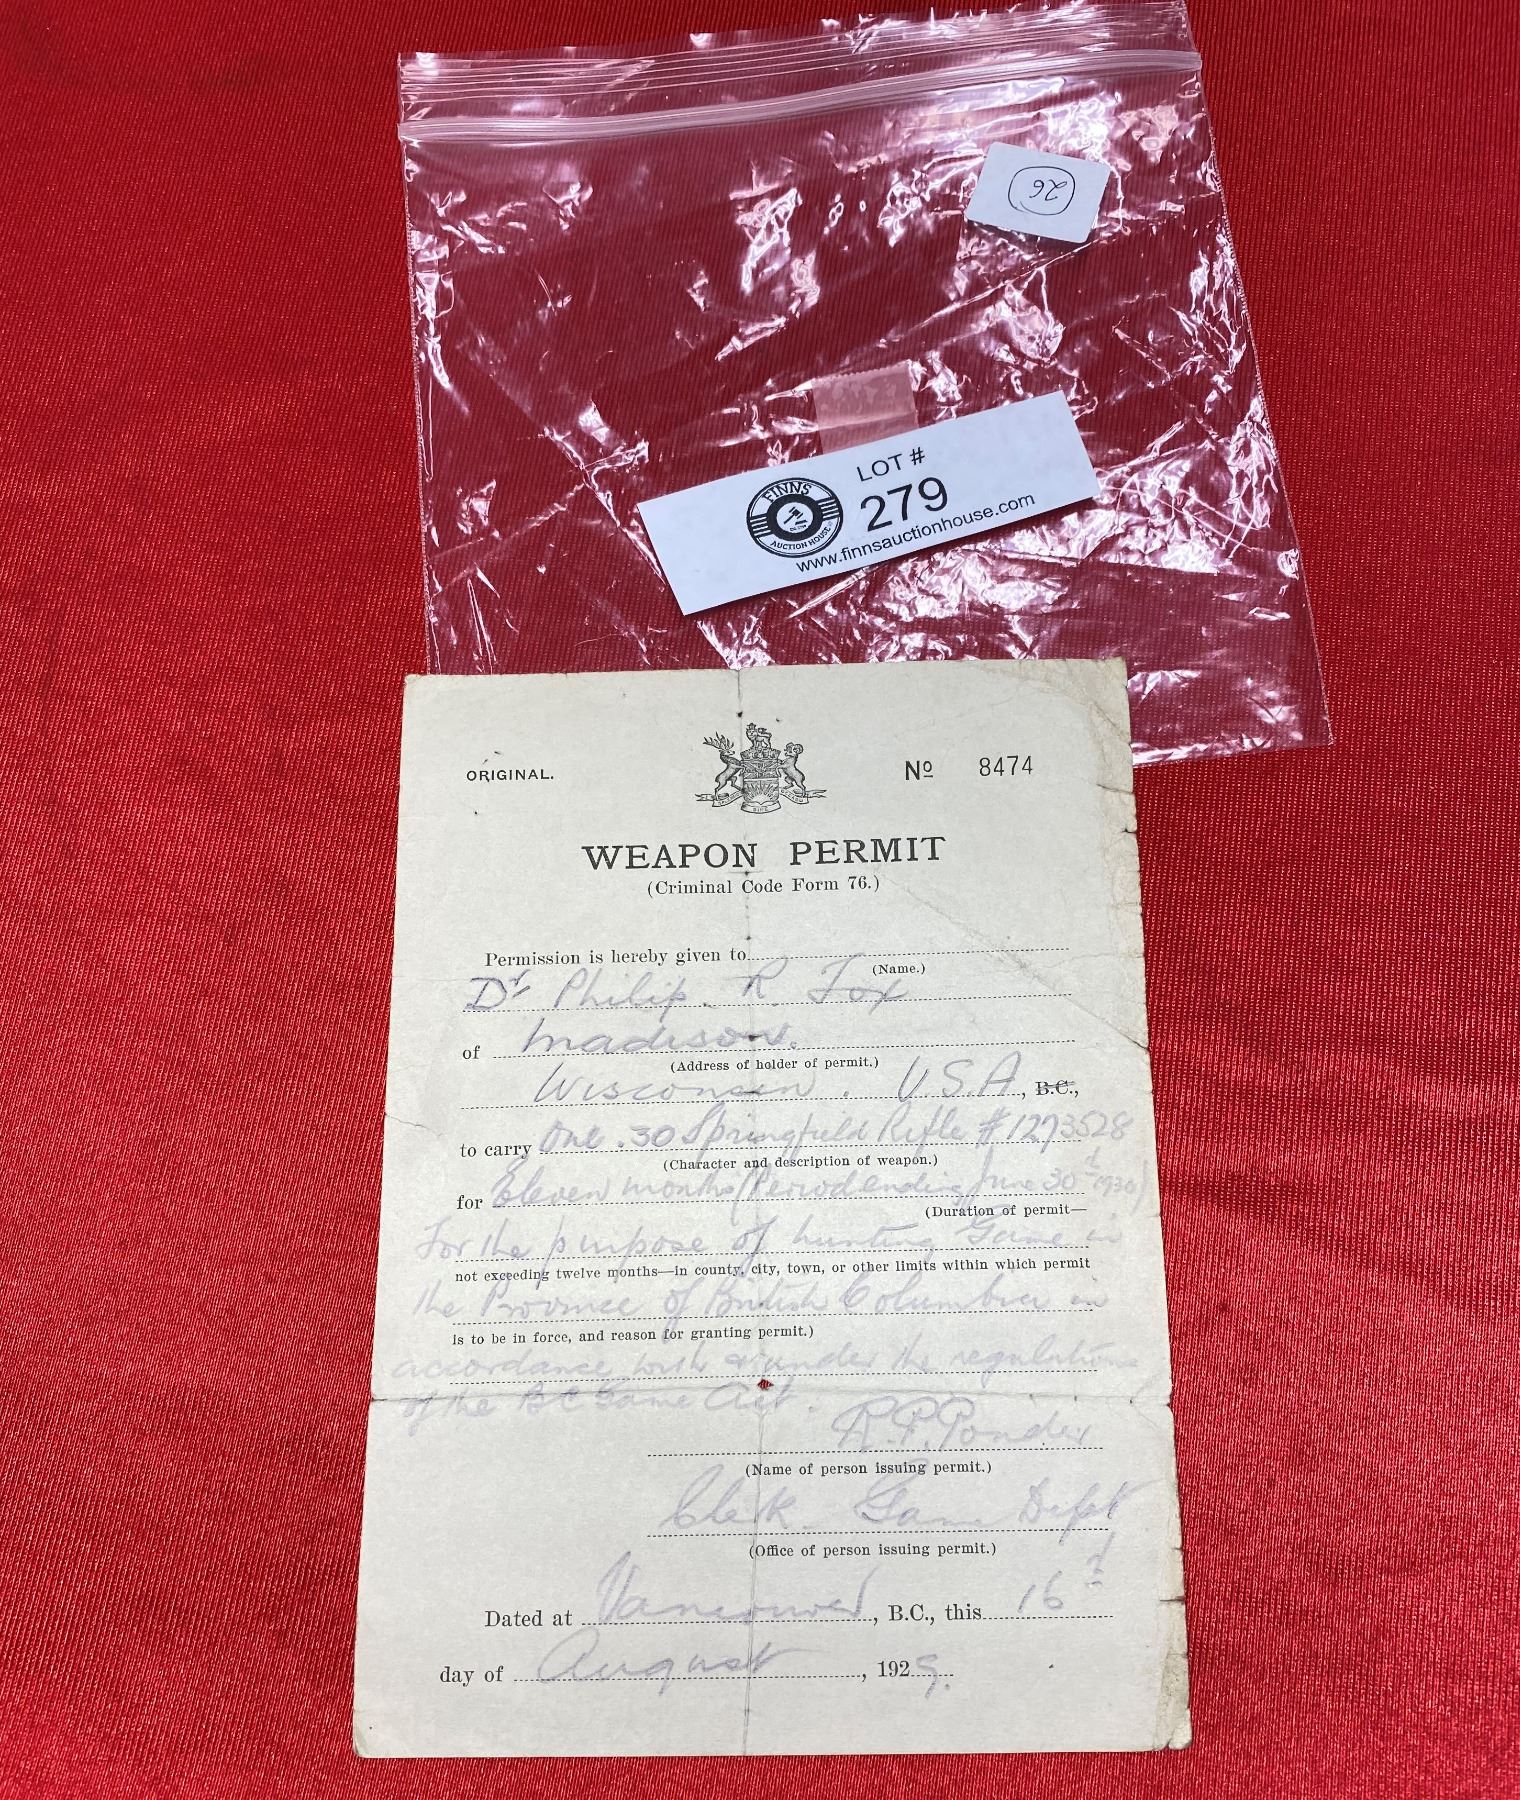 26
LOT #
FINNS
279
AUCTION HOUSE
www.finnsauctionhouse.com
ORIGINAL.
Nº 8474
WEAPON PERMIT
(Criminal Code Form 76.)
Permission is hereby given to
(Name.)
Dr Philip. R. Fox
of Madison.
(Address of holder of permit.)
Wisconsin. U.S.A, B.C.,
to carry One .30 Springfield Rifle # 1273528
(Character and description of weapon.)
for Eleven months (Period ending June 30th 1930)
(Duration of permit—
For the purpose of hunting Game in
not exceeding twelve months—in county, city, town, or other limits within which permit
the Province of British Columbia in
is to be in force, and reason for granting permit.)
accordance with & under the regulations
of the BC Game Act.
R.P. Ponder
(Name of person issuing permit.)
Clerk Game Dept
(Office of person issuing permit.)
Dated at Vancouver, B.C., this 16th
day of August, 1929.